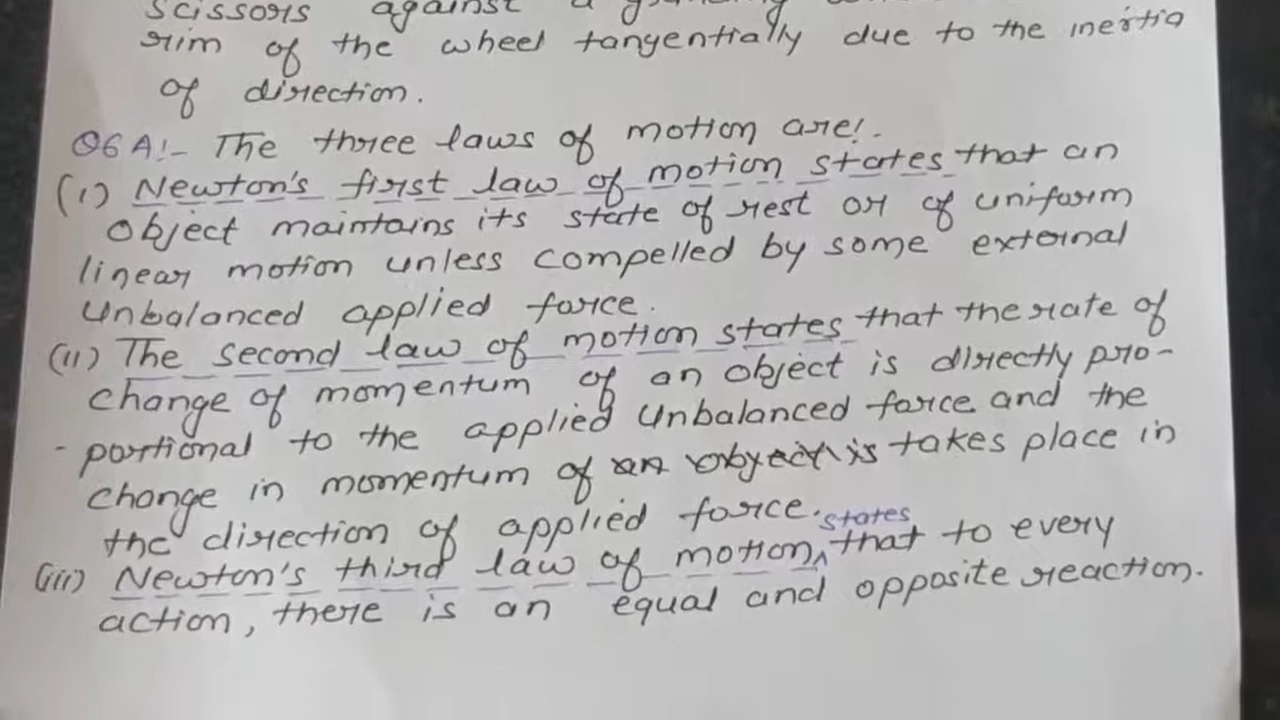 scissors against a
rim of the wheel tangentially due to the inertia
of direction.
Q6 A:- The three laws of motion are:-
(i) Newton's first law of motion states that an
object maintains its state of rest or of uniform
linear motion unless compelled by some external
unbalanced applied force.
(ii) The second law of motion states that the rate of
change of momentum of an object is directly pro-
-portional to the applied unbalanced force and the
change in momentum of an object is takes place in
the direction of applied force.
(iii) Newton's third law of motion states that to every
action, there is an equal and opposite reaction.